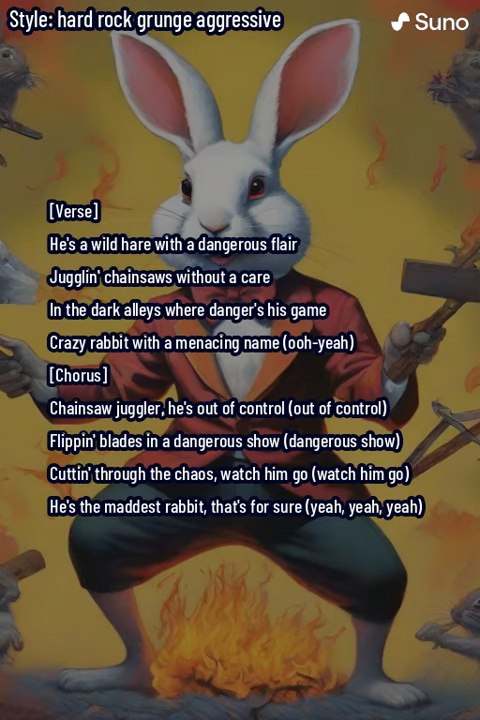 Style: hard rock grunge aggressive
Suno
[Verse]
He's a wild hare with a dangerous flair
Jugglin' chainsaws without a care
In the dark alleys where danger's his game
Crazy rabbit with a menacing name (ooh-yeah)
[Chorus]
Chainsaw juggler, he's out of control (out of control)
Flippin' blades in a dangerous show (dangerous show)
Cuttin' through the chaos, watch him go (watch him go)
He's the maddest rabbit, that's for sure (yeah, yeah, yeah)